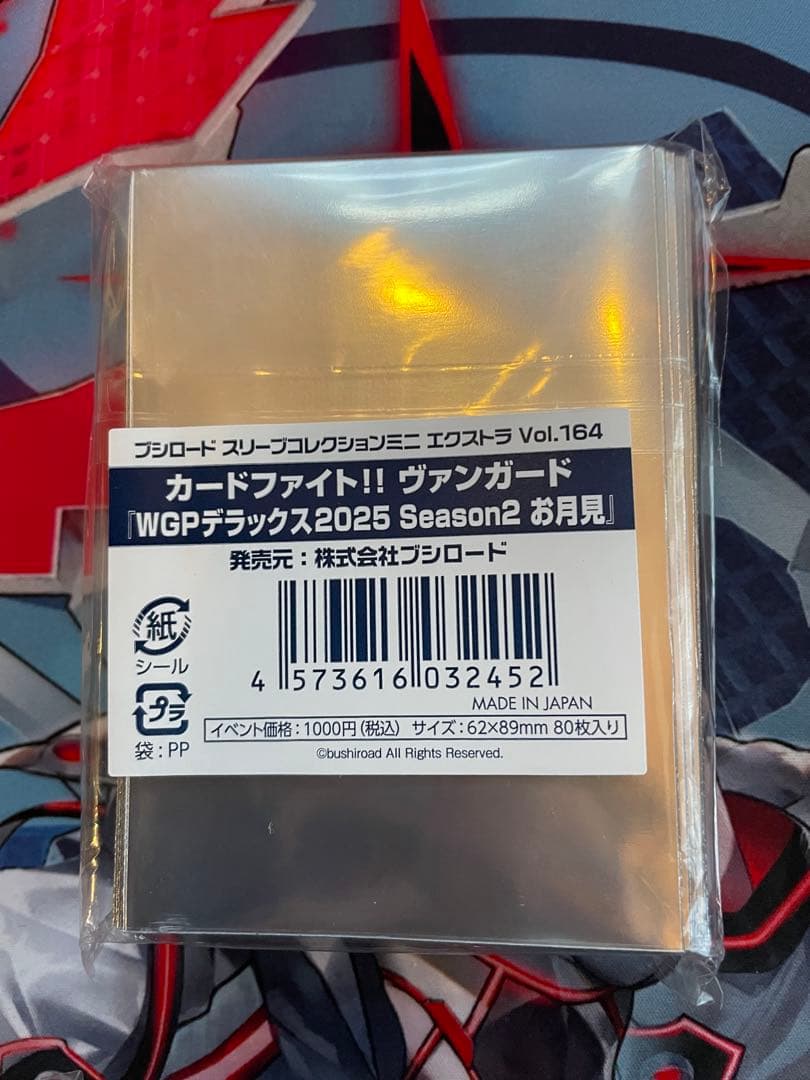 ブシロード スリーブコレクションミニ エクストラ Vol.164
カードファイト!! ヴァンガード
『WGPデラックス2025 Season2 お月見』
発売元：株式会社ブシロード
紙
シール
プラ
袋：PP
4 573616 032452
MADE IN JAPAN
イベント価格：1000円(税込) サイズ：62×89mm 80枚入り
©bushiroad All Rights Reserved.